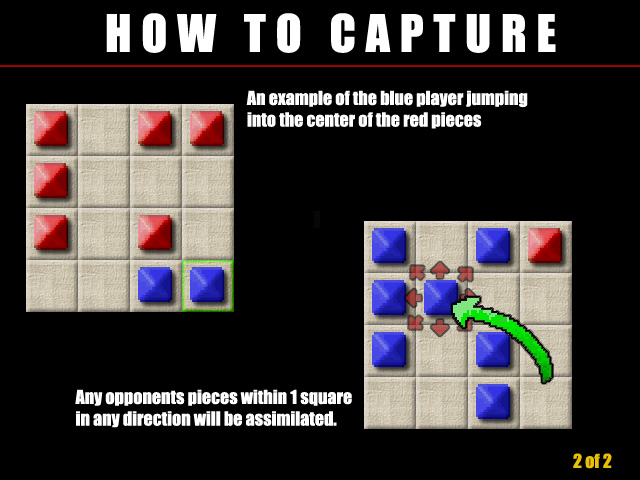 HOW TO CAPTURE
An example of the blue player jumping
into the center of the red pieces
Any opponents pieces within 1 square
in any direction will be assimilated.
2 of 2